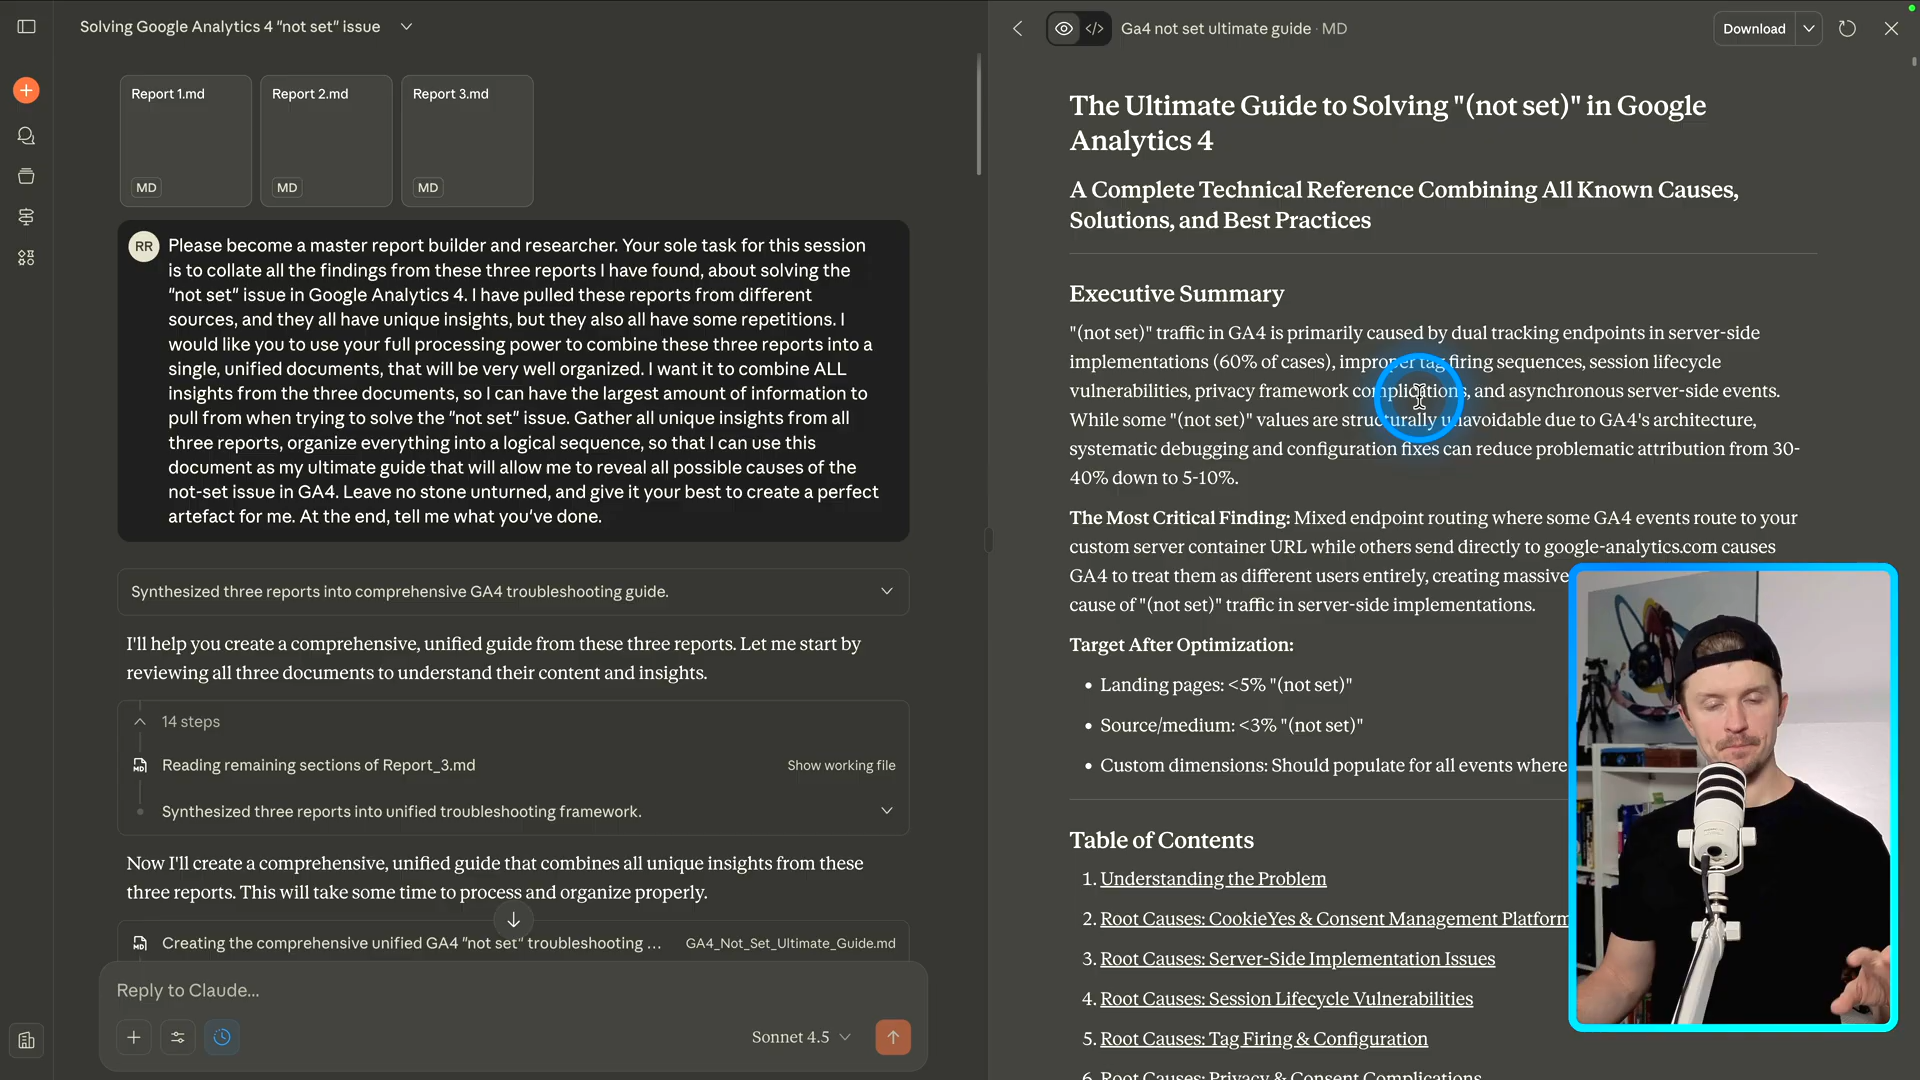 Solving Google Analytics 4 "not set" issue
Report 1.md
MD
Report 2.md
MD
Report 3.md
MD
RR
Please become a master report builder and researcher. Your sole task for this session
is to collate all the findings from these three reports I have found, about solving the
"not set" issue in Google Analytics 4. I have pulled these reports from different
sources, and they all have unique insights, but they also all have some repetitions. I
would like you to use your full processing power to combine these three reports into a
single, unified documents, that will be very well organized. I want it to combine ALL
insights from the three documents, so I can have the largest amount of information to
pull from when trying to solve the "not set" issue. Gather all unique insights from all
three reports, organize everything into a logical sequence, so that I can use this
document as my ultimate guide that will allow me to reveal all possible causes of the
not-set issue in GA4. Leave no stone unturned, and give it your best to create a perfect
artefact for me. At the end, tell me what you've done.
Synthesized three reports into comprehensive GA4 troubleshooting guide.
I'll help you create a comprehensive, unified guide from these three reports. Let me start by
reviewing all three documents to understand their content and insights.
14 steps
Reading remaining sections of Report_3.md
Show working file
Synthesized three reports into unified troubleshooting framework.
Now I'll create a comprehensive, unified guide that combines all unique insights from these
three reports. This will take some time to process and organize properly.
Creating the comprehensive unified GA4 "not set" troubleshooting ...
GA4_Not_Set_Ultimate_Guide.md
Reply to Claude...
Sonnet 4.5
Ga4 not set ultimate guide · MD
Download
The Ultimate Guide to Solving "(not set)" in Google
Analytics 4
A Complete Technical Reference Combining All Known Causes,
Solutions, and Best Practices
Executive Summary
"(not set)" traffic in GA4 is primarily caused by dual tracking endpoints in server-side
implementations (60% of cases), improper tag firing sequences, session lifecycle
vulnerabilities, privacy framework complications, and asynchronous server-side events.
While some "(not set)" values are structurally unavoidable due to GA4's architecture,
systematic debugging and configuration fixes can reduce problematic attribution from 30-
40% down to 5-10%.
The Most Critical Finding: Mixed endpoint routing where some GA4 events route to your
custom server container URL while others send directly to google-analytics.com causes
GA4 to treat them as different users entirely, creating massive
cause of "(not set)" traffic in server-side implementations.
Target After Optimization:
• Landing pages: <5% "(not set)"
• Source/medium: <3% "(not set)"
• Custom dimensions: Should populate for all events where
Table of Contents
1. Understanding the Problem
2. Root Causes: CookieYes & Consent Management Platform
3. Root Causes: Server-Side Implementation Issues
4. Root Causes: Session Lifecycle Vulnerabilities
5. Root Causes: Tag Firing & Configuration
6. Root Causes: Privacy & Consent Complications